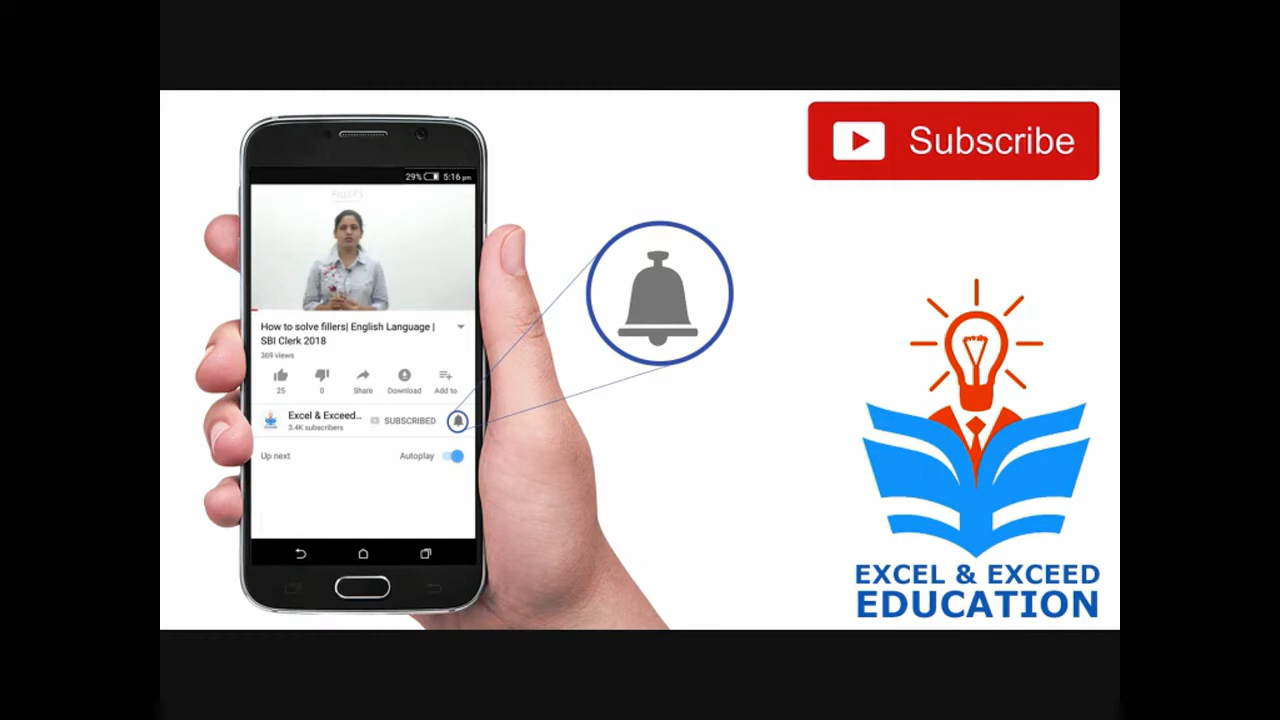 Subscribe
29% 5:16 pm
FILLERS
How to solve fillers| English Language |
SBI Clerk 2018
369 views
25
0
Share
Download
Add to
Excel & Exceed..
SUBSCRIBED
3.4K subscribers
Up next
Autoplay
EXCEL & EXCEED
EDUCATION